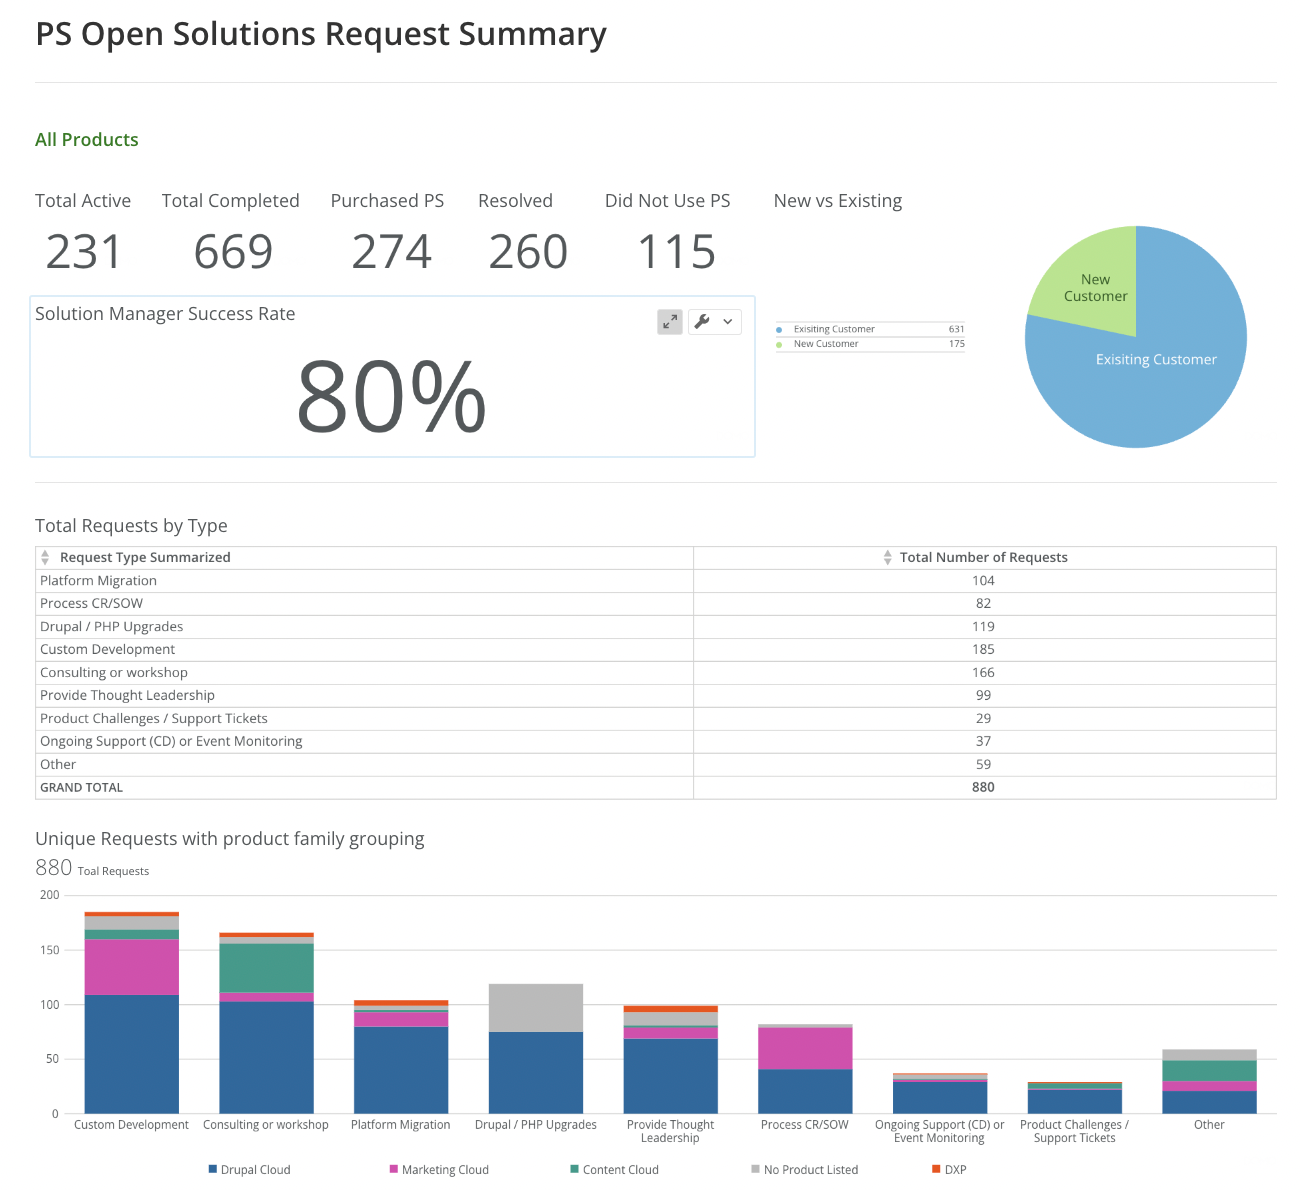 PS Open Solutions Request Summary
All Products
Total Active Total Completed Purchased PS Resolved Did Not Use PS New vs Existing
231 669 274 260 115
Solution Manager Success Rate
80%
Exisiting Customer 631
New Customer 175
New
Customer
Exisiting Customer
Total Requests by Type
Request Type Summarized Total Number of Requests
Platform Migration 104
Process CR/SOW 82
Drupal / PHP Upgrades 119
Custom Development 185
Consulting or workshop 166
Provide Thought Leadership 99
Product Challenges / Support Tickets 29
Ongoing Support (CD) or Event Monitoring 37
Other 59
GRAND TOTAL 880
Unique Requests with product family grouping
880 Toal Requests
200
150
100
50
0
Custom Development Consulting or workshop Platform Migration Drupal / PHP Upgrades Provide Thought Leadership Process CR/SOW Ongoing Support (CD) or Event Monitoring Product Challenges / Support Tickets Other
Drupal Cloud Marketing Cloud Content Cloud No Product Listed DXP